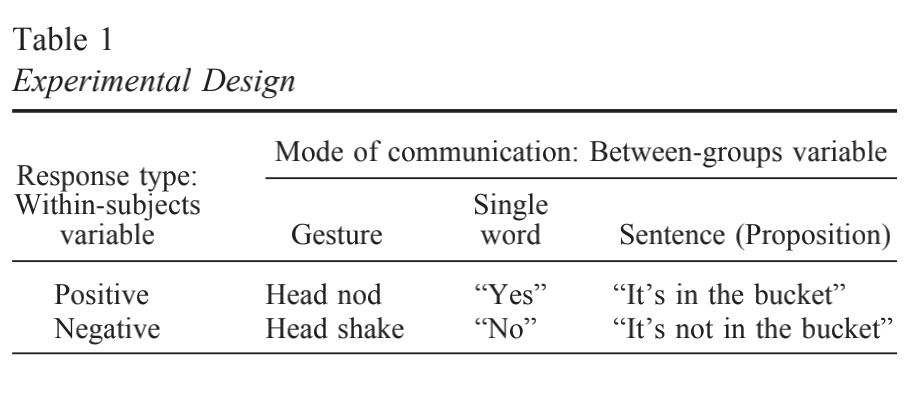 Table 1
Experimental Design
Mode of communication: Between-groups variable
Response type:
Within-subjects
variable
Gesture
Single
word
Sentence (Proposition)
Positive Head nod “Yes” “It’s in the bucket”
Negative Head shake “No” “It’s not in the bucket”